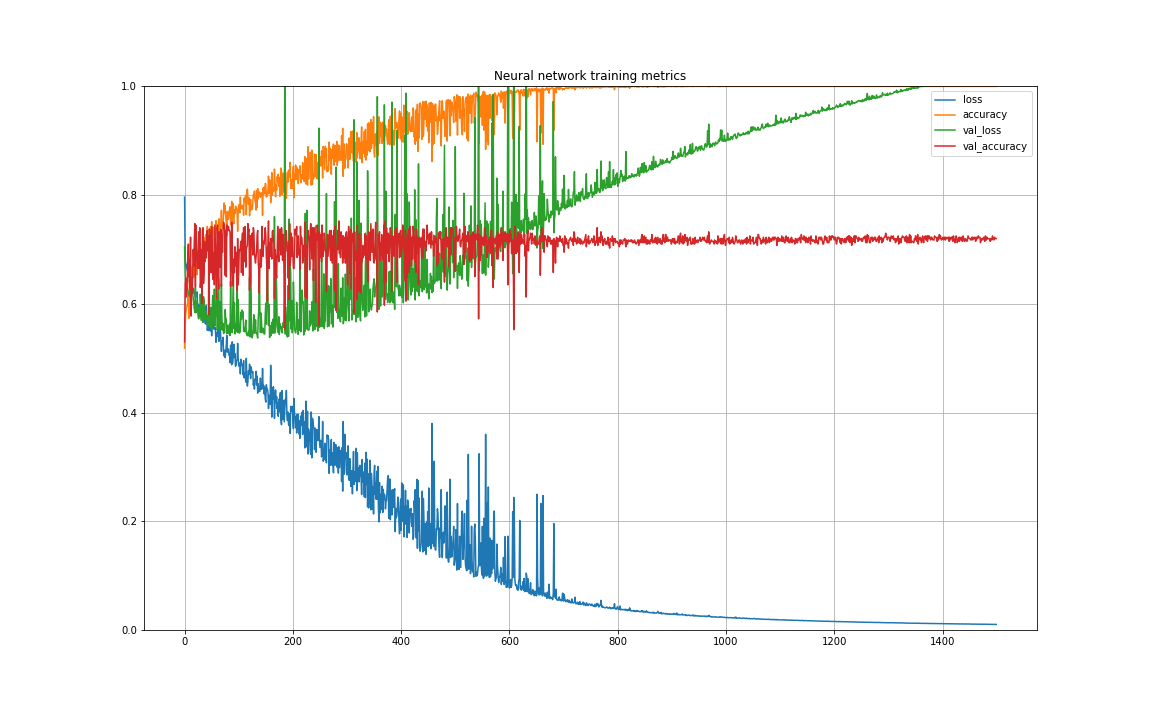 Neural network training metrics
1.0
0.8
0.6
0.4
0.2
0.0
0 200 400 600 800 1000 1200 1400
loss
accuracy
val_loss
val_accuracy